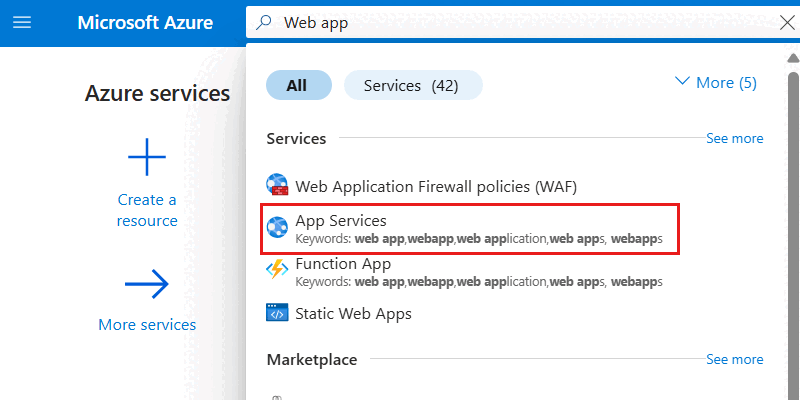 Microsoft Azure
Web app
Azure services
Create a
resource
More services
All
Services (42)
More (5)
Services
See more
Web Application Firewall policies (WAF)
App Services
Keywords: web app,webapp,web application,web apps, webapps
Function App
Keywords: web app,webapp,web application,web apps, webapps
Static Web Apps
Marketplace
See more